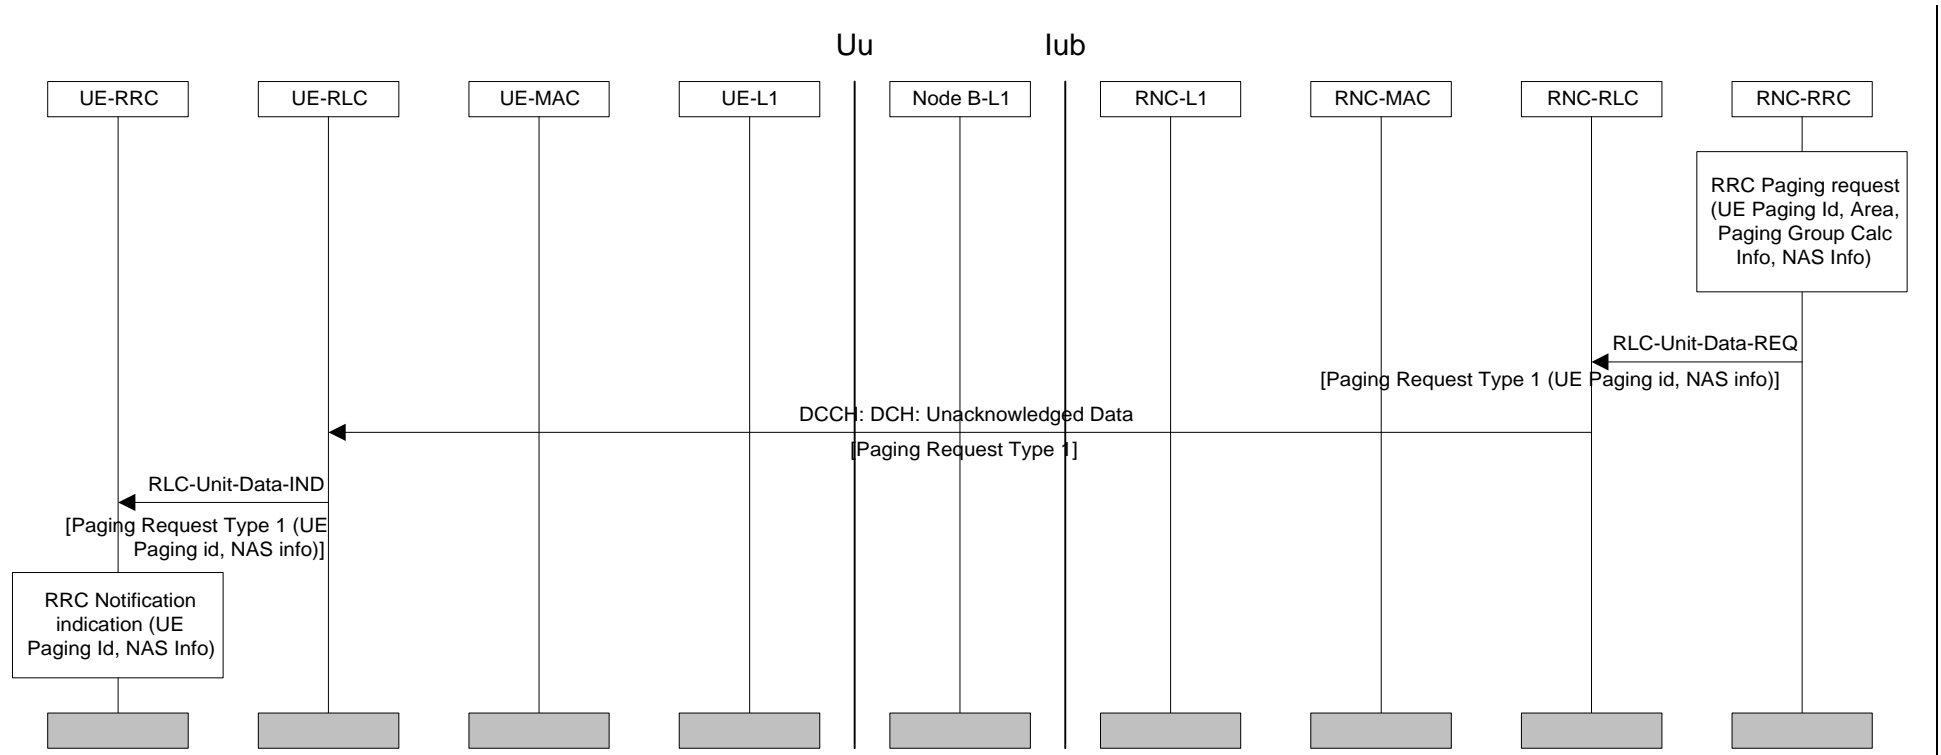 Uu
Iub
UE-RRC
UE-RLC
UE-MAC
UE-L1
Node B-L1
RNC-L1
RNC-MAC
RNC-RLC
RNC-RRC
RRC Paging request
(UE Paging Id, Area,
Paging Group Calc
Info, NAS Info)
RLC-Unit-Data-REQ
[Paging Request Type 1 (UE Paging id, NAS info)]
DCCH: DCH: Unacknowledged Data
[Paging Request Type 1]
RLC-Unit-Data-IND
[Paging Request Type 1 (UE
Paging id, NAS info)]
RRC Notification
indication (UE
Paging Id, NAS Info)